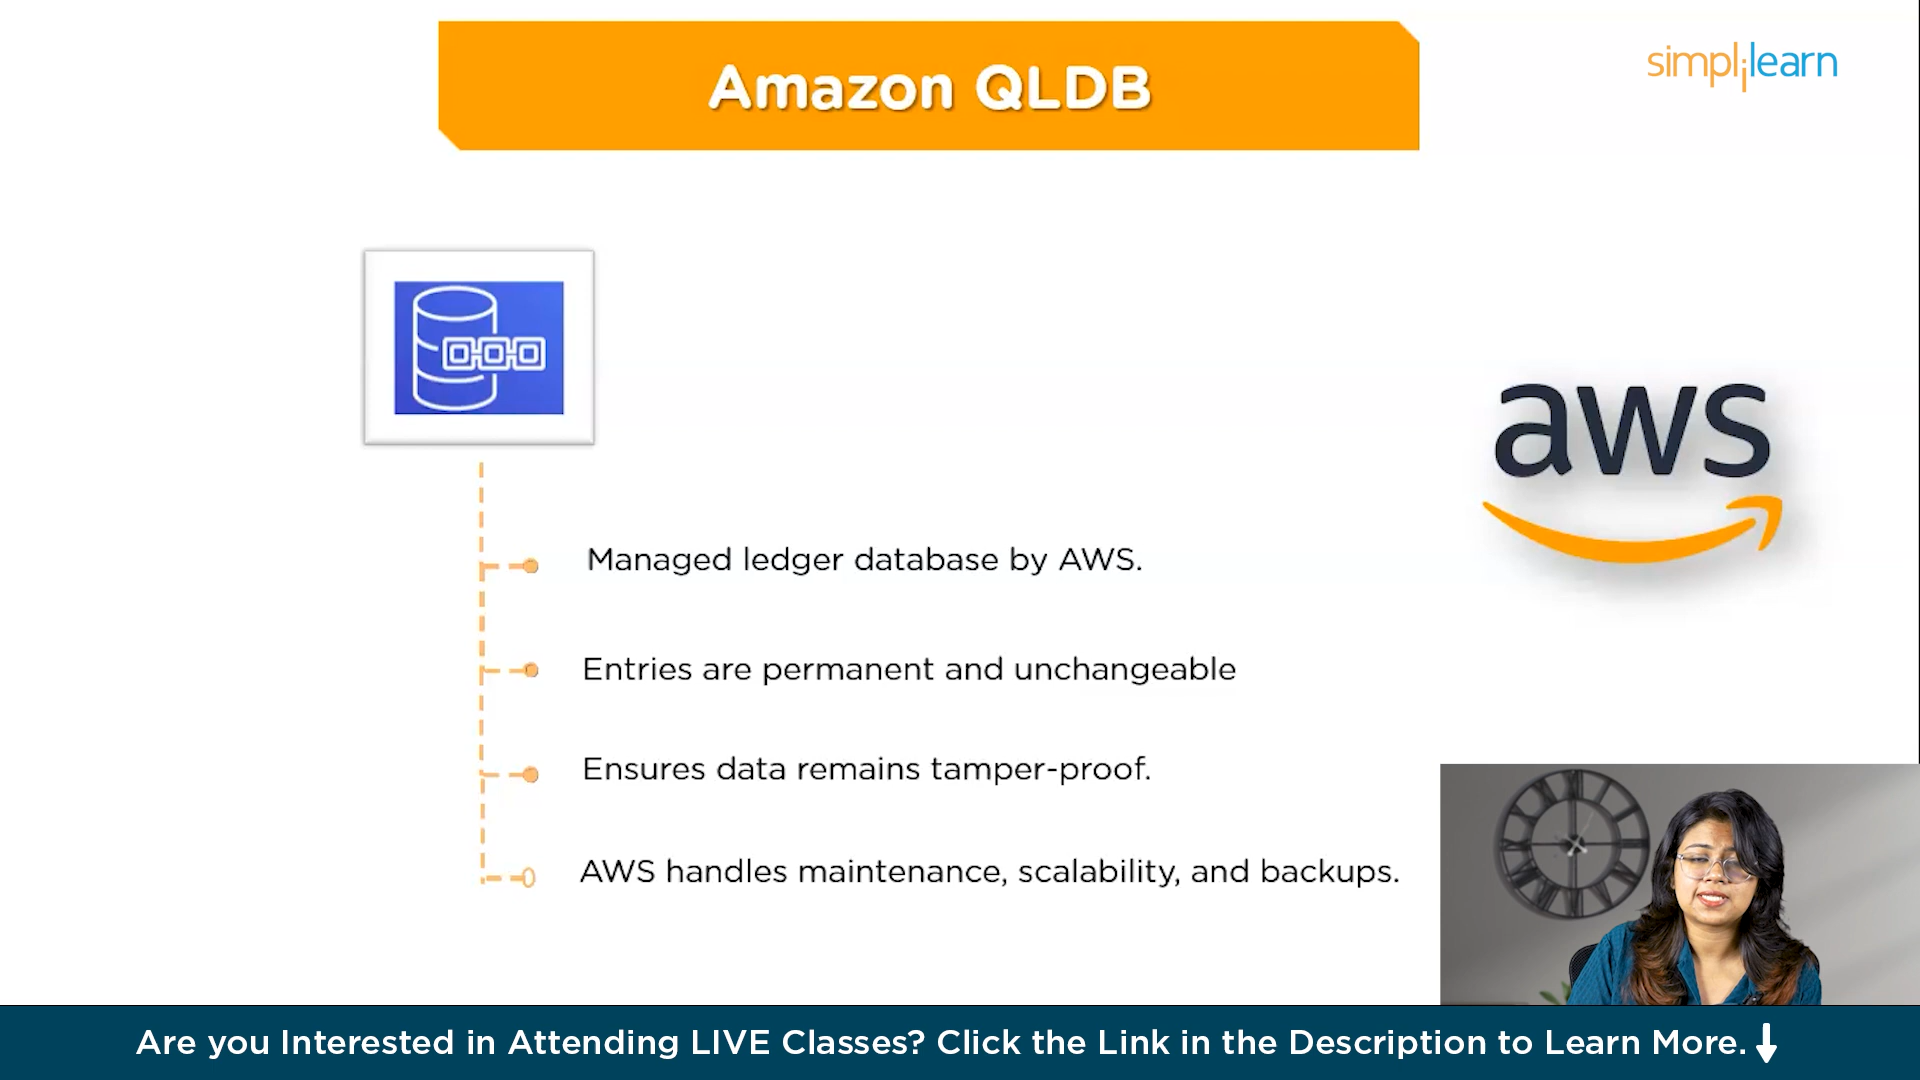 Amazon QLDB
simplilearn
aws
Managed ledger database by AWS.
Entries are permanent and unchangeable
Ensures data remains tamper-proof.
AWS handles maintenance, scalability, and backups.
Are you Interested in Attending LIVE Classes? Click the Link in the Description to Learn More.